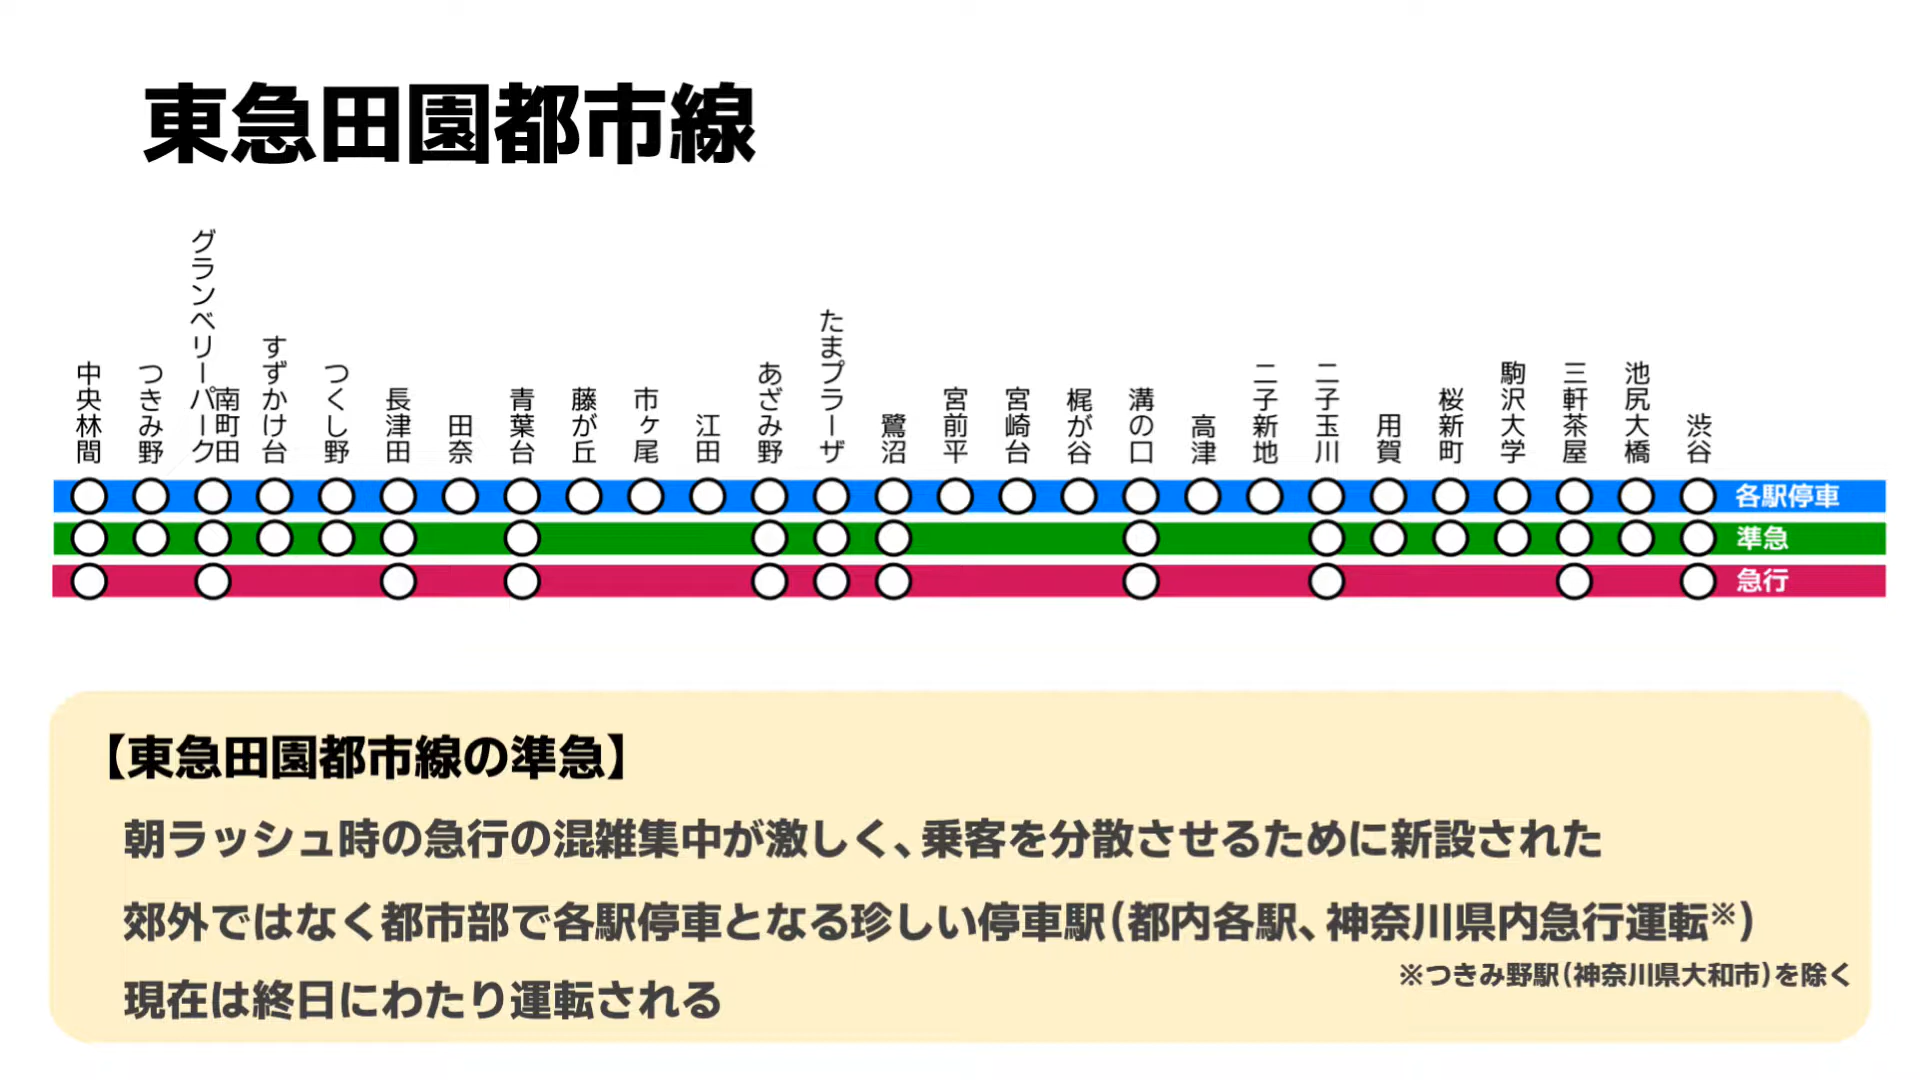 東急田園都市線
中央林間
つきみ野
南町田
グランベリーパーク
すずかけ台
つくし野
長津田
田奈
青葉台
藤が丘
市ヶ尾
江田
あざみ野
たまプラーザ
鷺沼
宮前平
宮崎台
梶が谷
溝の口
高津
二子新地
二子玉川
用賀
桜新町
駒沢大学
三軒茶屋
池尻大橋
渋谷
各駅停車
準急
急行
【東急田園都市線の準急】
朝ラッシュ時の急行の混雑集中が激しく、乗客を分散させるために新設された
郊外ではなく都市部で各駅停車となる珍しい停車駅(都内各駅、神奈川県内急行運転※)
※つきみ野駅(神奈川県大和市)を除く
現在は終日にわたり運転される